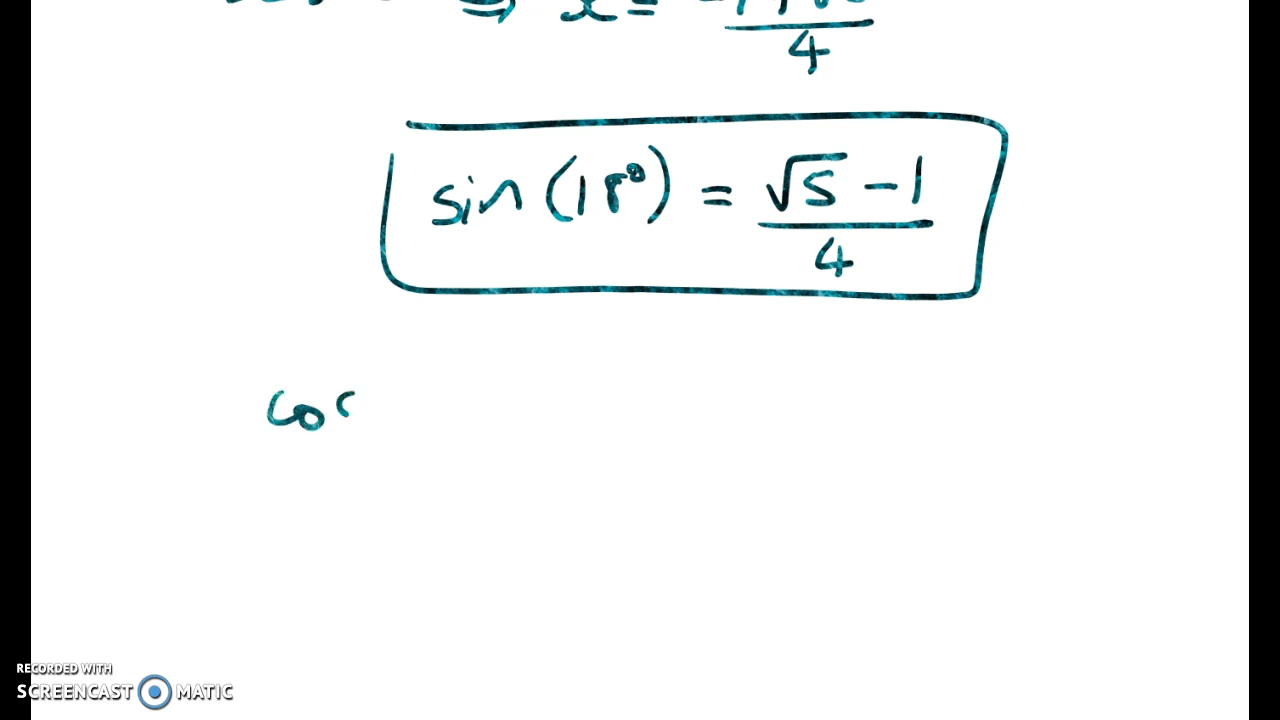 x =
4
sin (18°) = √5 - 1
4
co
RECORDED WITH
SCREENCAST MATIC